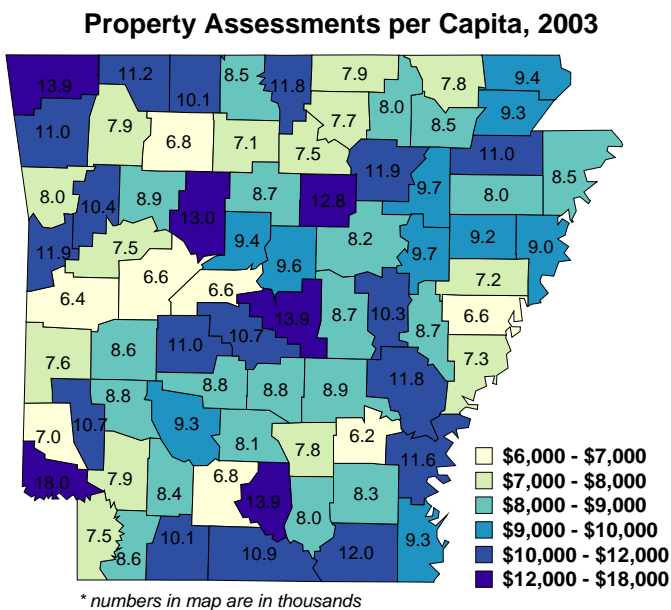 Property Assessments per Capita, 2003
13.9 11.2 10.1 8.5 11.8 7.9 7.8 9.4
11.0 7.9 6.8 7.1 7.5 7.7 8.0 8.5 9.3
8.0 10.4 8.9 13.0 8.7 12.8 11.9 9.7 11.0 8.0 8.5
11.9 7.5 9.4 9.6 8.2 9.7 9.2 9.0
6.4 6.6 6.6 13.9 8.7 10.3 8.7 7.2 6.6
7.6 8.6 11.0 10.7 8.8 8.8 8.9 11.8 7.3
7.0 10.7 8.8 9.3 8.1 7.8 6.2 11.6
18.0 7.9 8.4 6.8 13.9 8.0 8.3
7.5 8.6 10.1 10.9 12.0 9.3
$6,000 - $7,000
$7,000 - $8,000
$8,000 - $9,000
$9,000 - $10,000
$10,000 - $12,000
$12,000 - $18,000
* numbers in map are in thousands